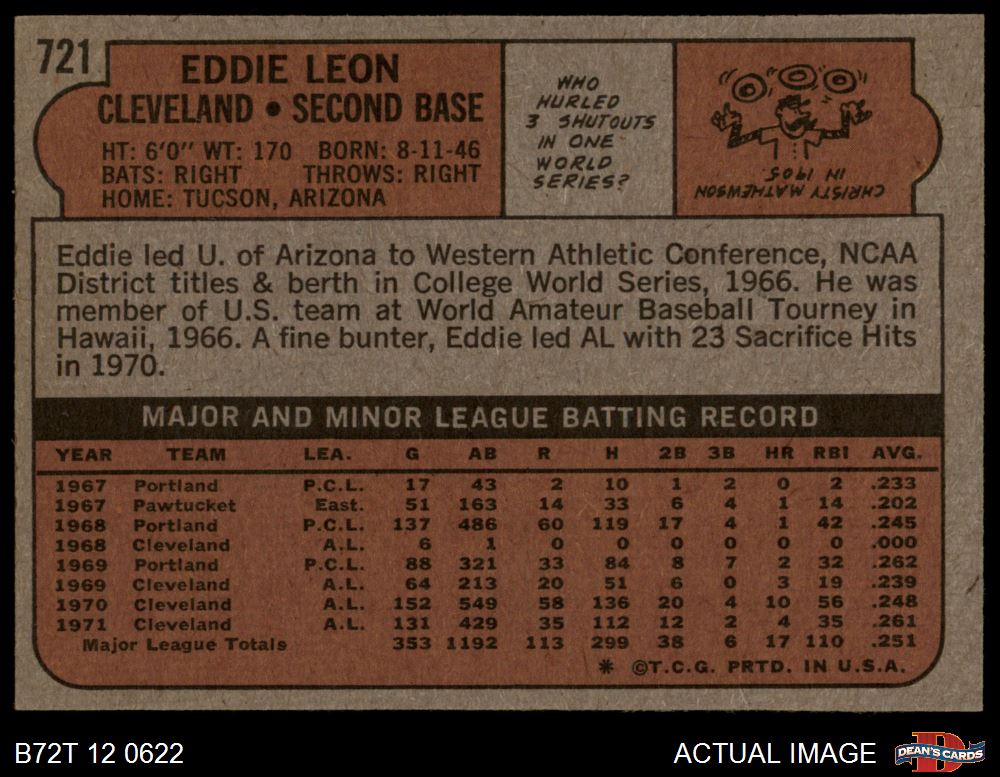 721
EDDIE LEON
CLEVELAND • SECOND BASE
HT: 6'0" WT: 170 BORN: 8-11-46
BATS: RIGHT THROWS: RIGHT
HOME: TUCSON, ARIZONA
WHO
HURLED
3 SHUTOUTS
IN ONE
WORLD
SERIES?
CHRISTY MATHEWSON
IN 1905
Eddie led U. of Arizona to Western Athletic Conference, NCAA
District titles & berth in College World Series, 1966. He was
member of U.S. team at World Amateur Baseball Tourney in
Hawaii, 1966. A fine bunter, Eddie led AL with 23 Sacrifice Hits
in 1970.
MAJOR AND MINOR LEAGUE BATTING RECORD
YEAR TEAM LEA. G AB R H 2B 3B HR RBI AVG.
1967 Portland P.C.L. 17 43 2 10 1 2 0 2 .233
1967 Pawtucket East. 51 163 14 33 6 4 1 14 .202
1968 Portland P.C.L. 137 486 60 119 17 4 1 42 .245
1968 Cleveland A.L. 6 1 0 0 0 0 0 0 .000
1969 Portland P.C.L. 88 321 33 84 8 7 2 32 .262
1969 Cleveland A.L. 64 213 20 51 6 0 3 19 .239
1970 Cleveland A.L. 152 549 58 136 20 4 10 56 .248
1971 Cleveland A.L. 131 429 35 112 12 2 4 35 .261
Major League Totals 353 1192 113 299 38 6 17 110 .251
* ©T.C.G. PRTD. IN U.S.A.
B72T 12 0622
ACTUAL IMAGE
D
DEAN'S CARDS